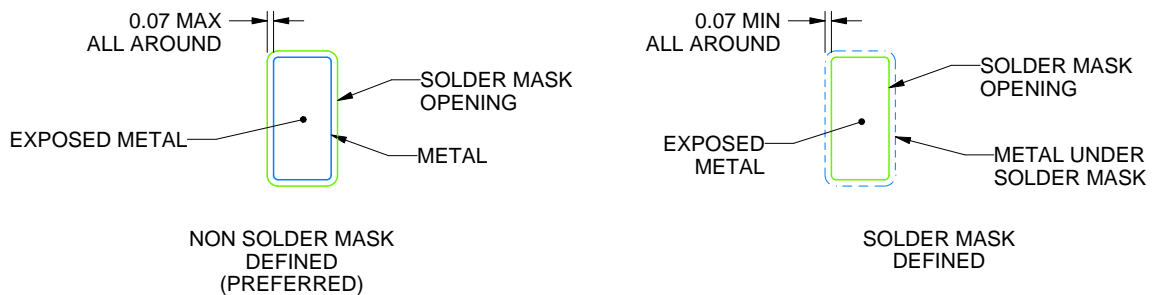 0.07 MAX
ALL AROUND
SOLDER MASK
OPENING
EXPOSED METAL
METAL
NON SOLDER MASK
DEFINED
(PREFERRED)
0.07 MIN
ALL AROUND
SOLDER MASK
OPENING
EXPOSED
METAL
METAL UNDER
SOLDER MASK
SOLDER MASK
DEFINED